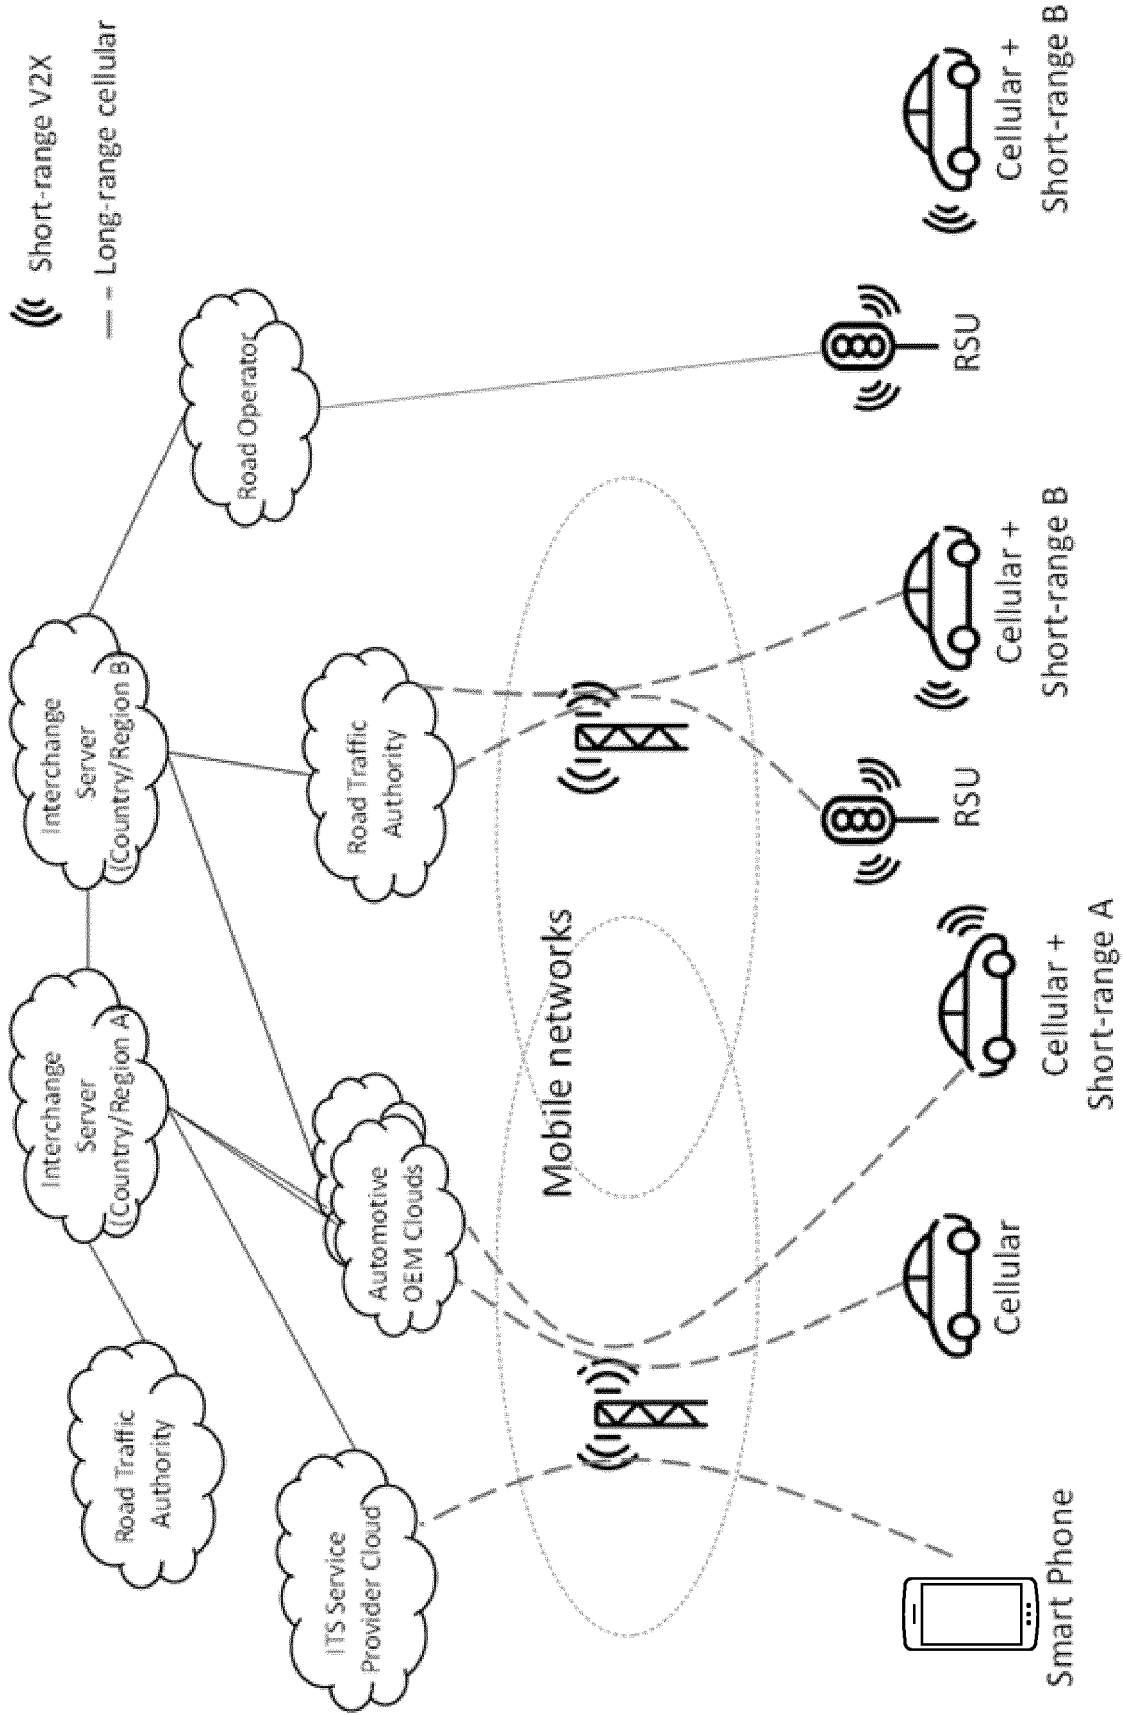 Short-range V2X
Long-range cellular
Interchange
Server
(Country/Region A)
Interchange
Server
(Country/Region B)
Road Traffic
Authority
Road Operator
ITS Service
Provider Cloud
Automotive
OEM Clouds
Road Traffic
Authority
Mobile networks
Smart Phone
Cellular
Cellular +
Short-range A
RSU
Cellular +
Short-range B
RSU
Cellular +
Short-range B